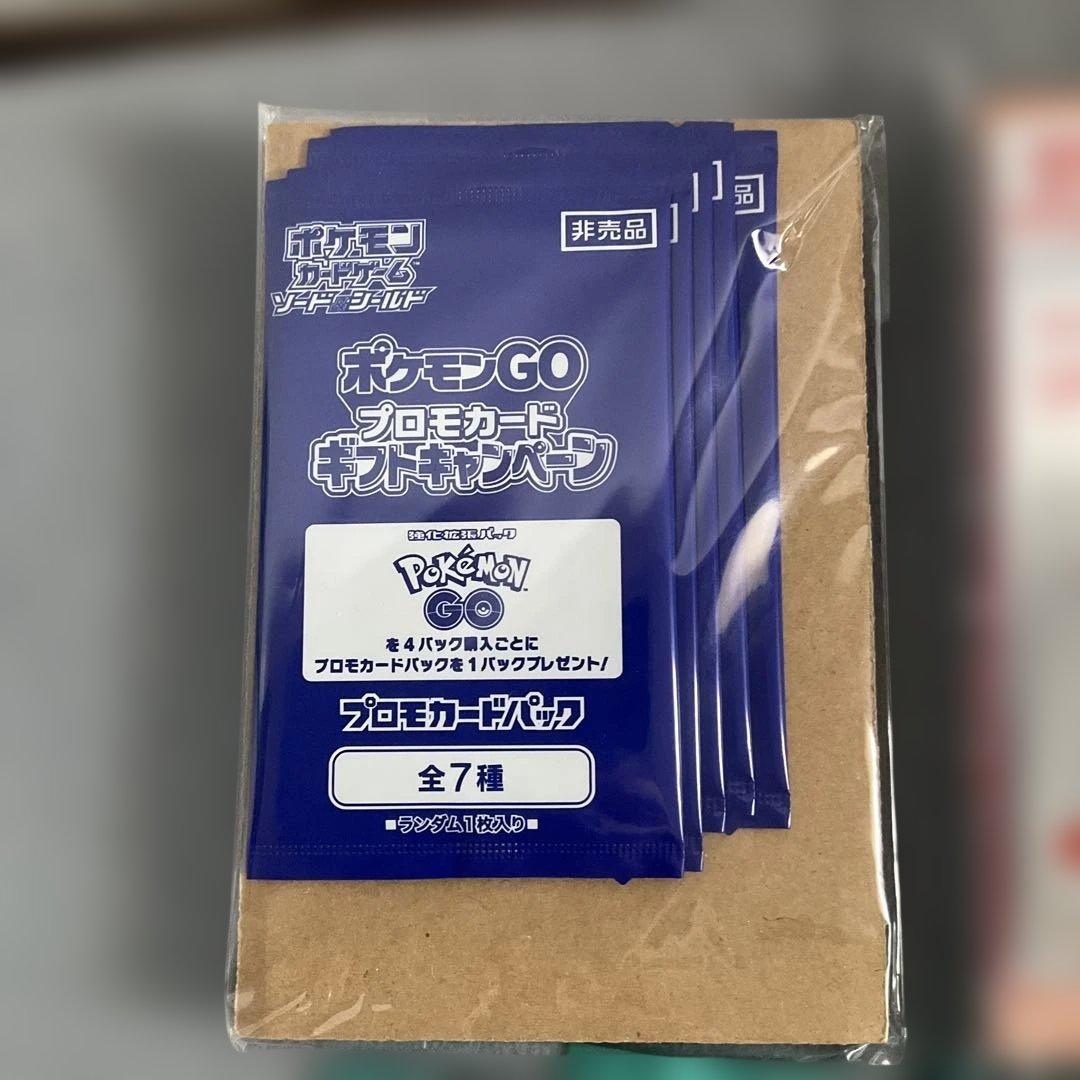 ポケモン
カードゲーム
ソード&シールド
非売品
品
ポケモンGO
プロモカード
ギフトキャンペーン
強化拡張パック
POKéMON
GO
を4パック購入ごとに
プロモカードパックを1パックプレゼント!
プロモカードパック
全7種
■ランダム1枚入り■